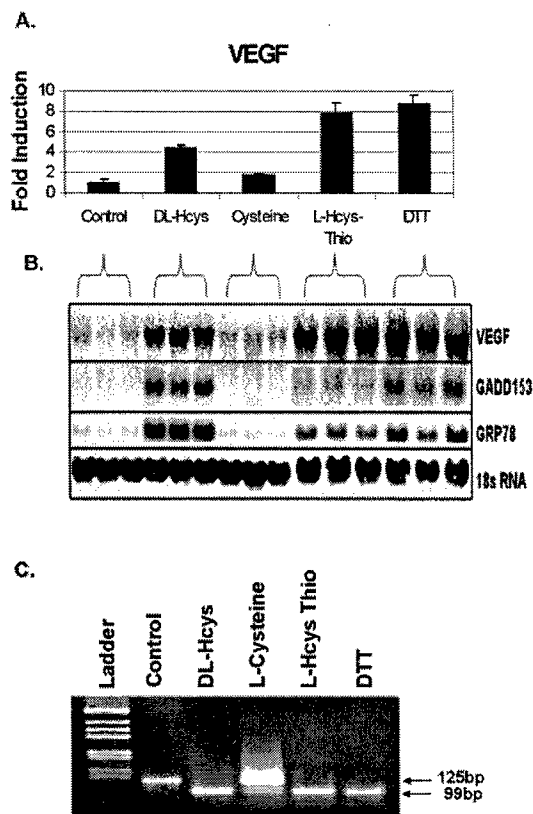 A.
VEGF
Fold Induction
10
8
6
4
2
0
Control DL-Hcys Cysteine L-Hcys-Thio DTT
B.
VEGF
GADD153
GRP78
18s RNA
C.
Ladder Control DL-Hcys L-Cysteine L-Hcys Thio DTT
125bp
99bp